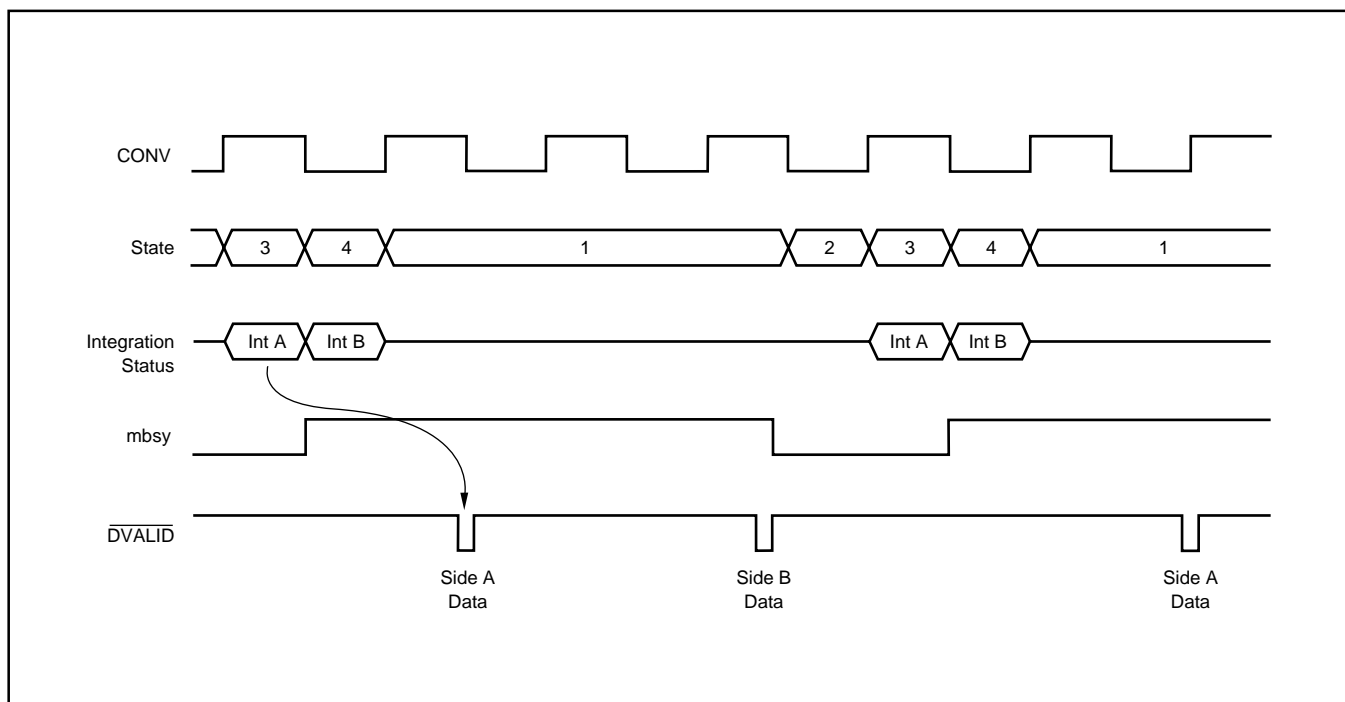 CONV
State
3
4
1
2
3
4
1
Integration
Status
Int A
Int B
Int A
Int B
mbsy
DVALID
Side A
Data
Side B
Data
Side A
Data